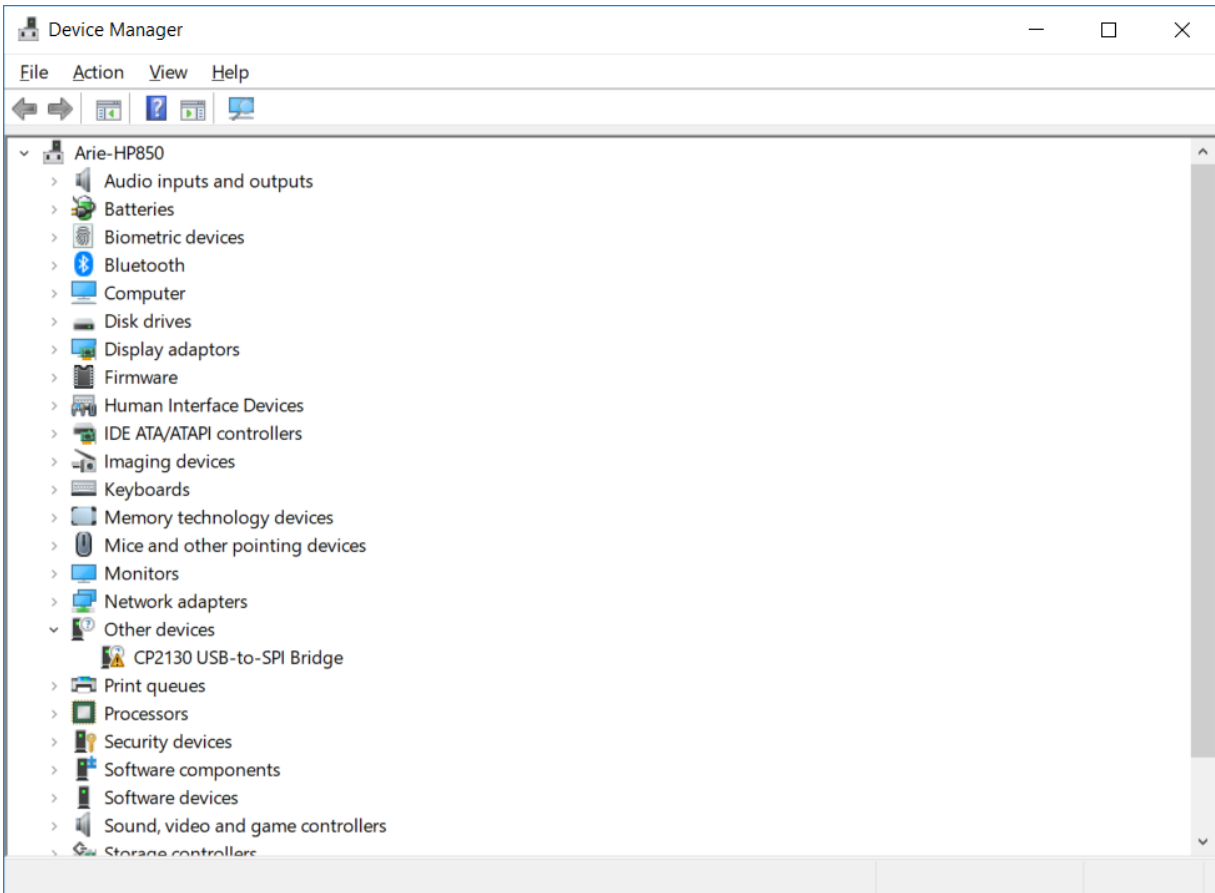 Device Manager
File Action View Help
Arie-HP850
Audio inputs and outputs
Batteries
Biometric devices
Bluetooth
Computer
Disk drives
Display adaptors
Firmware
Human Interface Devices
IDE ATA/ATAPI controllers
Imaging devices
Keyboards
Memory technology devices
Mice and other pointing devices
Monitors
Network adapters
Other devices
CP2130 USB-to-SPI Bridge
Print queues
Processors
Security devices
Software components
Software devices
Sound, video and game controllers
Storage controllers